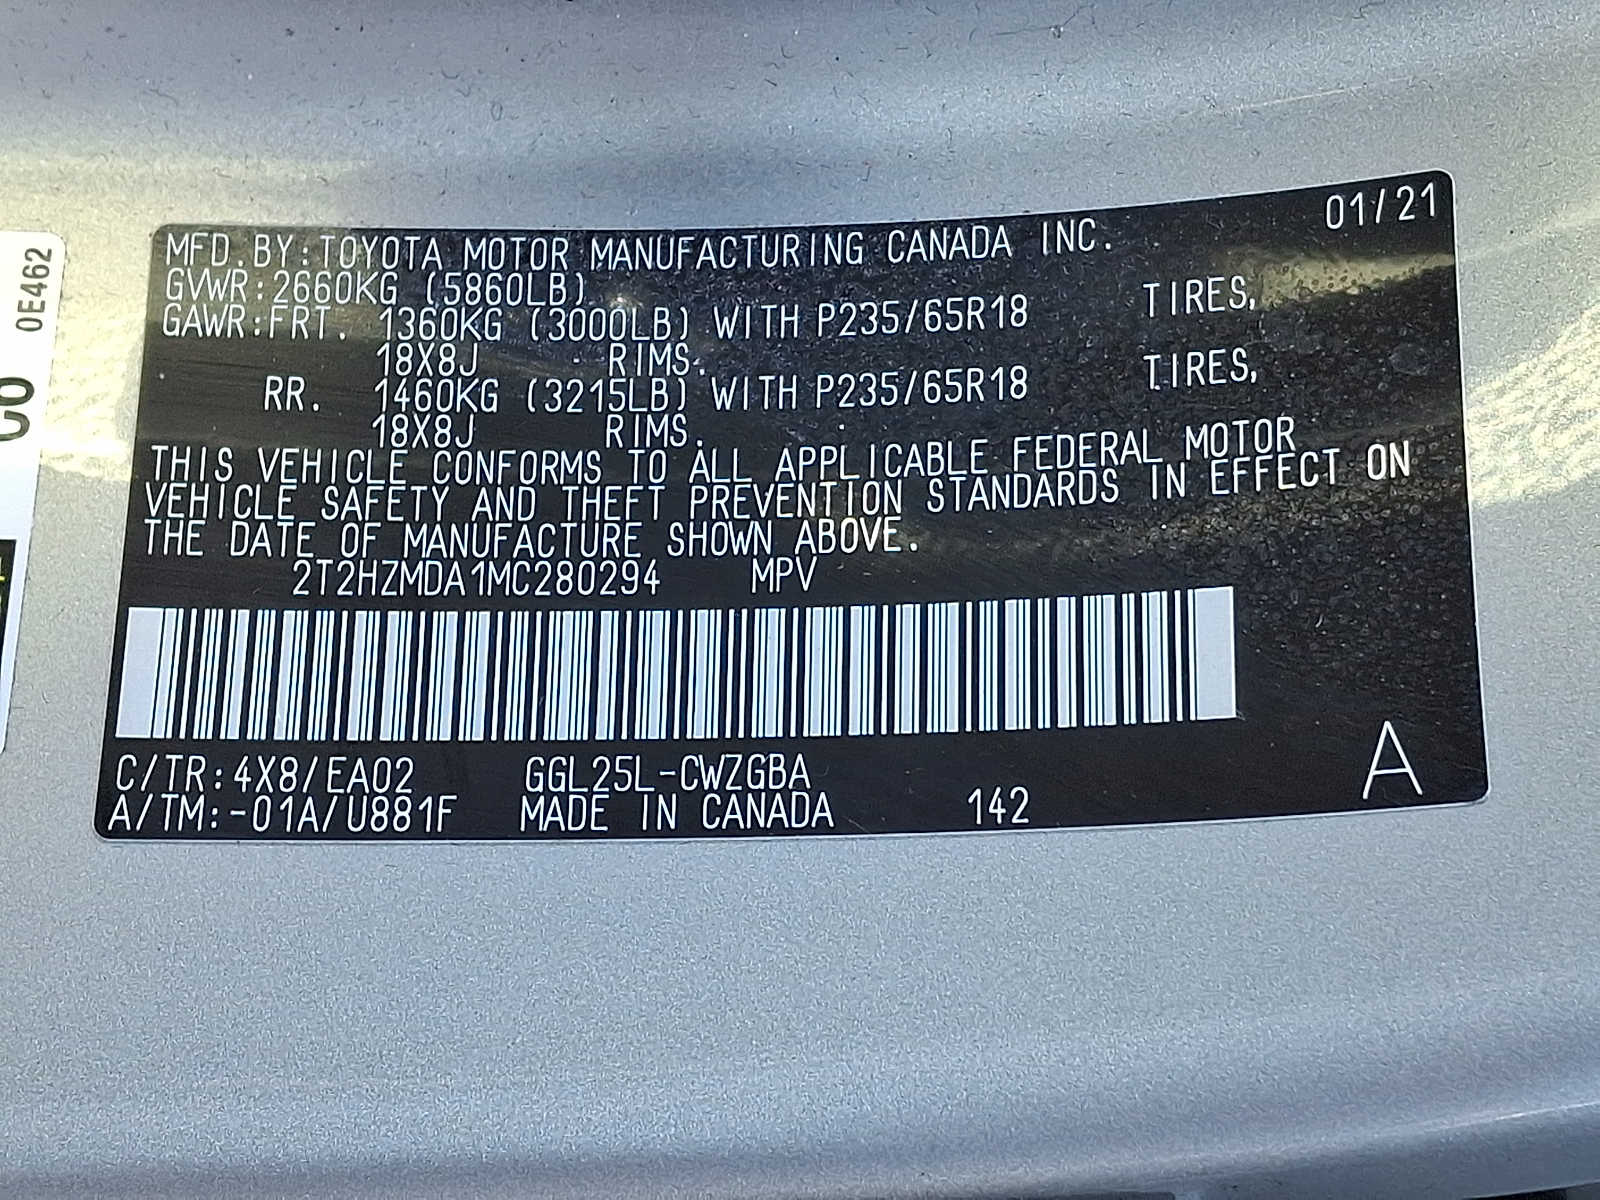 01/21
MFD.BY:TOYOTA MOTOR MANUFACTURING CANADA INC.
GVWR:2660KG (5860LB)
GAWR:FRT. 1360KG (3000LB) WITH P235/65R18 TIRES,
18X8J RIMS.
RR. 1460KG (3215LB) WITH P235/65R18 TIRES,
18X8J RIMS.
THIS VEHICLE CONFORMS TO ALL APPLICABLE FEDERAL MOTOR
VEHICLE SAFETY AND THEFT PREVENTION STANDARDS IN EFFECT ON
THE DATE OF MANUFACTURE SHOWN ABOVE.
2T2HZMDA1MC280294 MPV
C/TR:4X8/EA02 GGL25L-CWZGBA
A/TM:-01A/U881F MADE IN CANADA 142
A
0E462